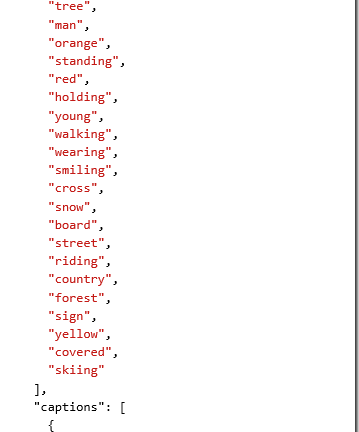 "tree",
"man",
"orange",
"standing",
"red",
"holding",
"young",
"walking",
"wearing",
"smiling",
"cross",
"snow",
"board",
"street",
"riding",
"country",
"forest",
"sign",
"yellow",
"covered",
"skiing"
],
"captions": [
{